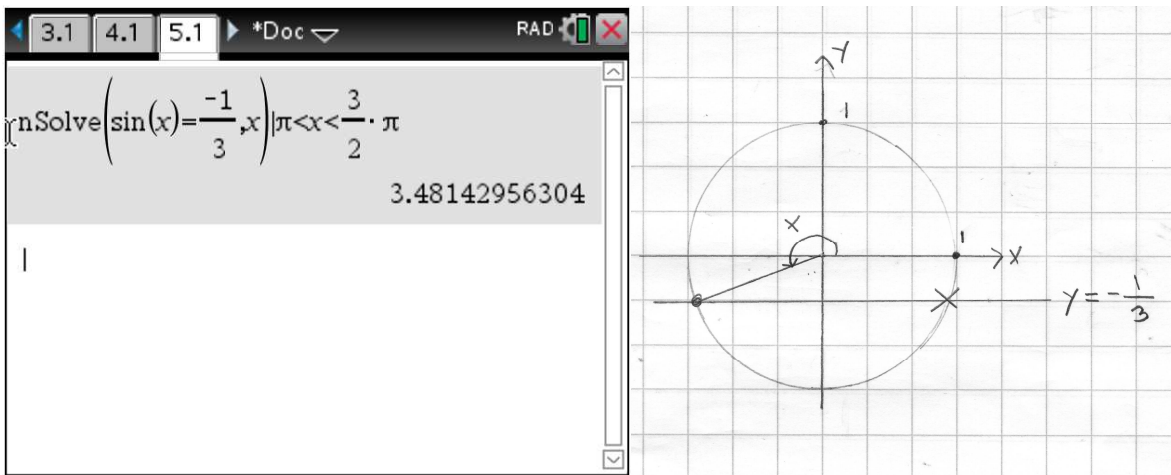 3.1 4.1 5.1 *Doc RAD
nSolve(sin(x)=-1/3,x)|π<x<3/2·π
3.48142956304
Y
1
X
1
X
Y = -1/3